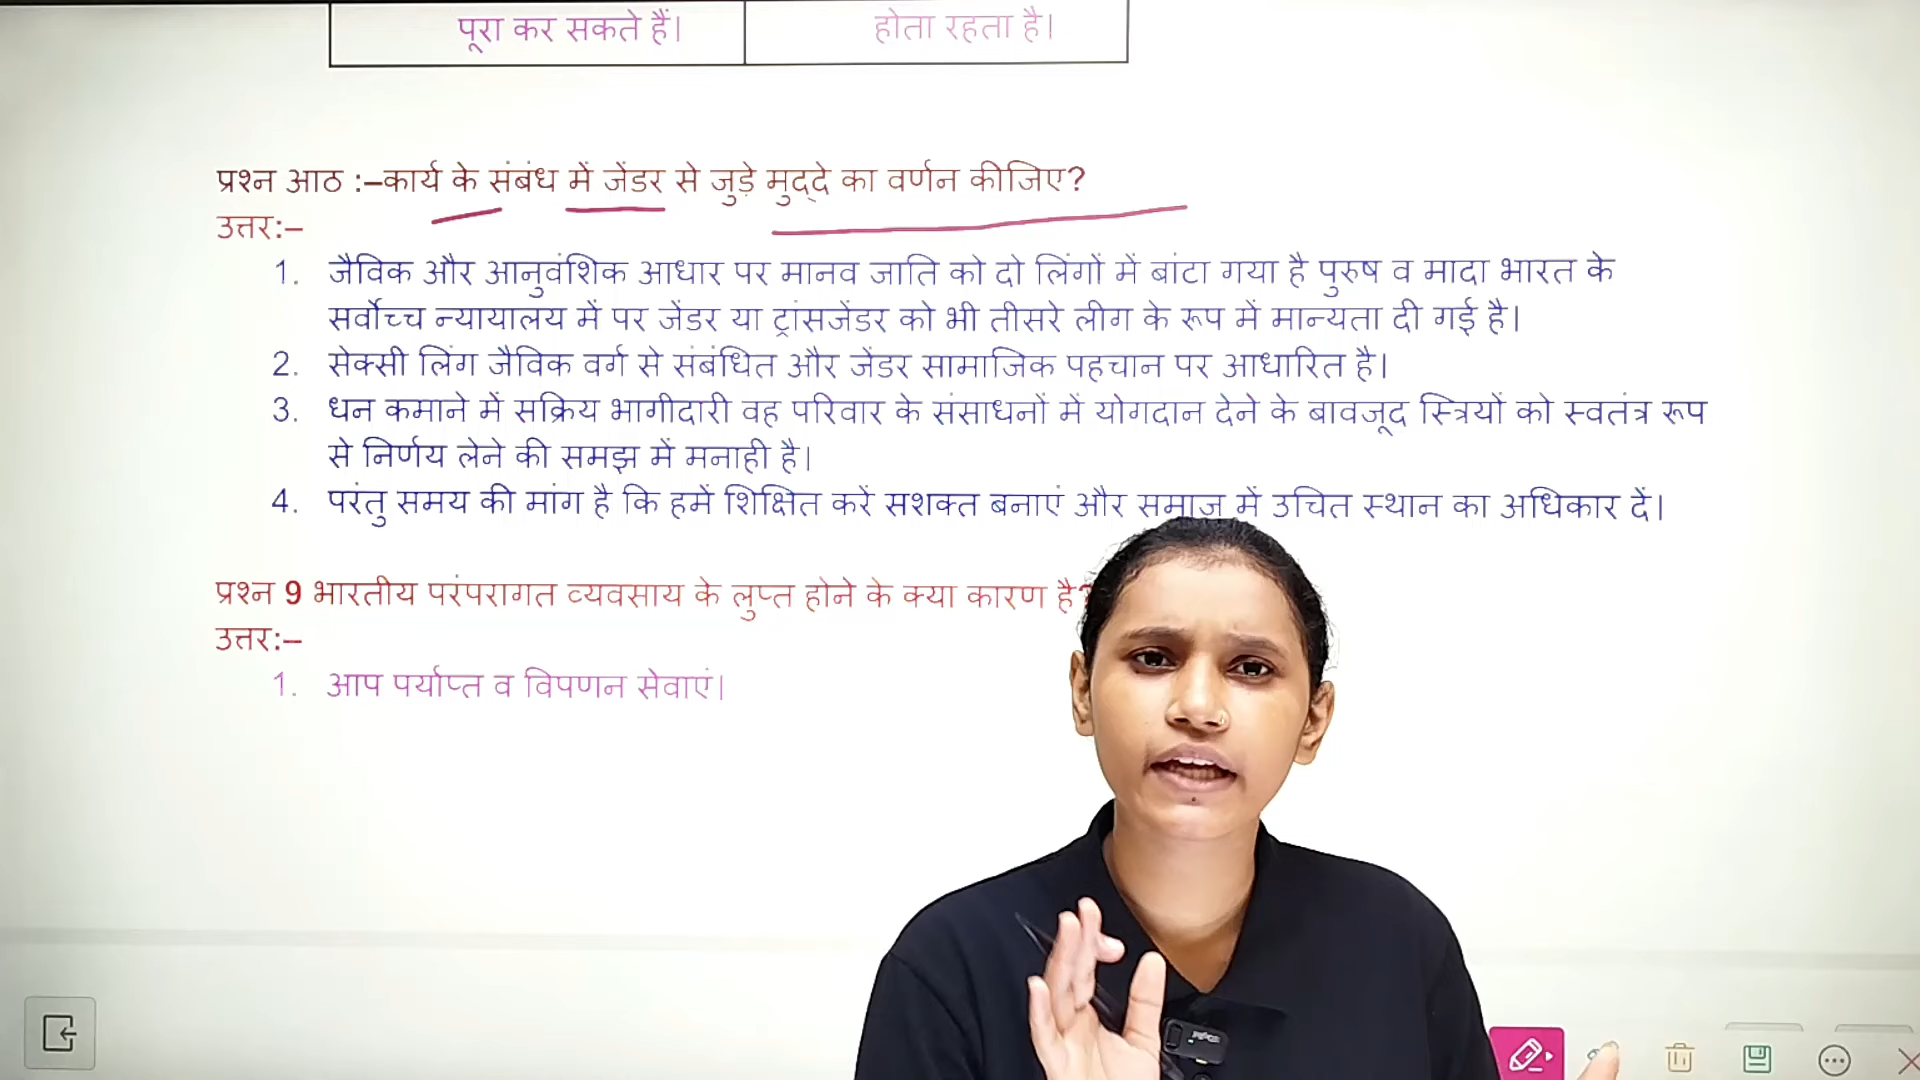 पूरा कर सकते हैं।
होता रहता है।
प्रश्न आठ :–कार्य के संबंध में जेंडर से जुड़े मुद्दे का वर्णन कीजिए?
उत्तर:–
1. जैविक और आनुवंशिक आधार पर मानव जाति को दो लिंगों में बांटा गया है पुरुष व मादा भारत के
सर्वोच्च न्यायालय में पर जेंडर या ट्रांसजेंडर को भी तीसरे लीग के रूप में मान्यता दी गई है।
2. सेक्सी लिंग जैविक वर्ग से संबंधित और जेंडर सामाजिक पहचान पर आधारित है।
3. धन कमाने में सक्रिय भागीदारी वह परिवार के संसाधनों में योगदान देने के बावजूद स्त्रियों को स्वतंत्र रूप
से निर्णय लेने की समझ में मनाही है।
4. परंतु समय की मांग है कि हमें शिक्षित करें सशक्त बनाएं और समाज में उचित स्थान का अधिकार दें।
प्रश्न 9 भारतीय परंपरागत व्यवसाय के लुप्त होने के क्या कारण है?
उत्तर:–
1. आप पर्याप्त व विपणन सेवाएं।